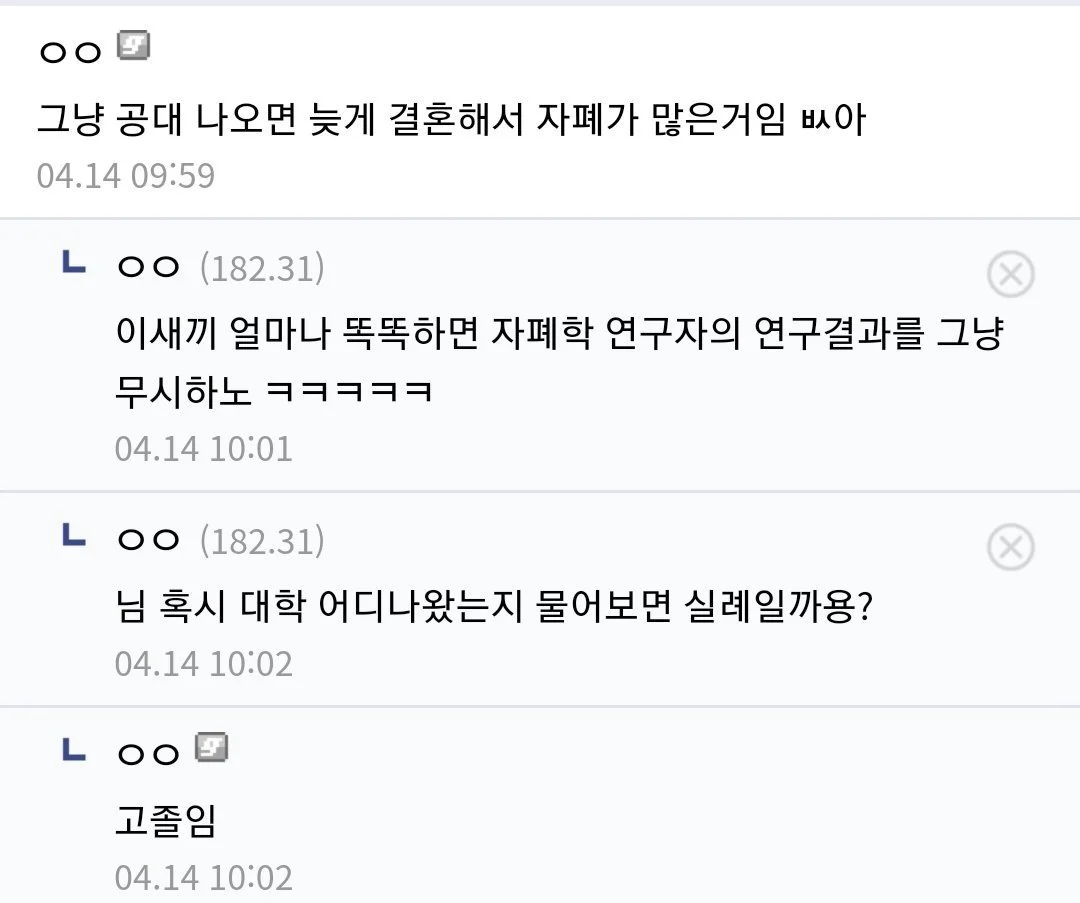 ㅇㅇ
그냥 공대 나오면 늦게 결혼해서 자폐가 많은거임 ㅄ아
04.14 09:59
ㄴ ㅇㅇ (182.31)
이새끼 얼마나 똑똑하면 자폐학 연구자의 연구결과를 그냥
무시하노 ㅋㅋㅋㅋㅋ
04.14 10:01
ㄴ ㅇㅇ (182.31)
님 혹시 대학 어디나왔는지 물어보면 실례일까용?
04.14 10:02
ㄴ ㅇㅇ
고졸임
04.14 10:02